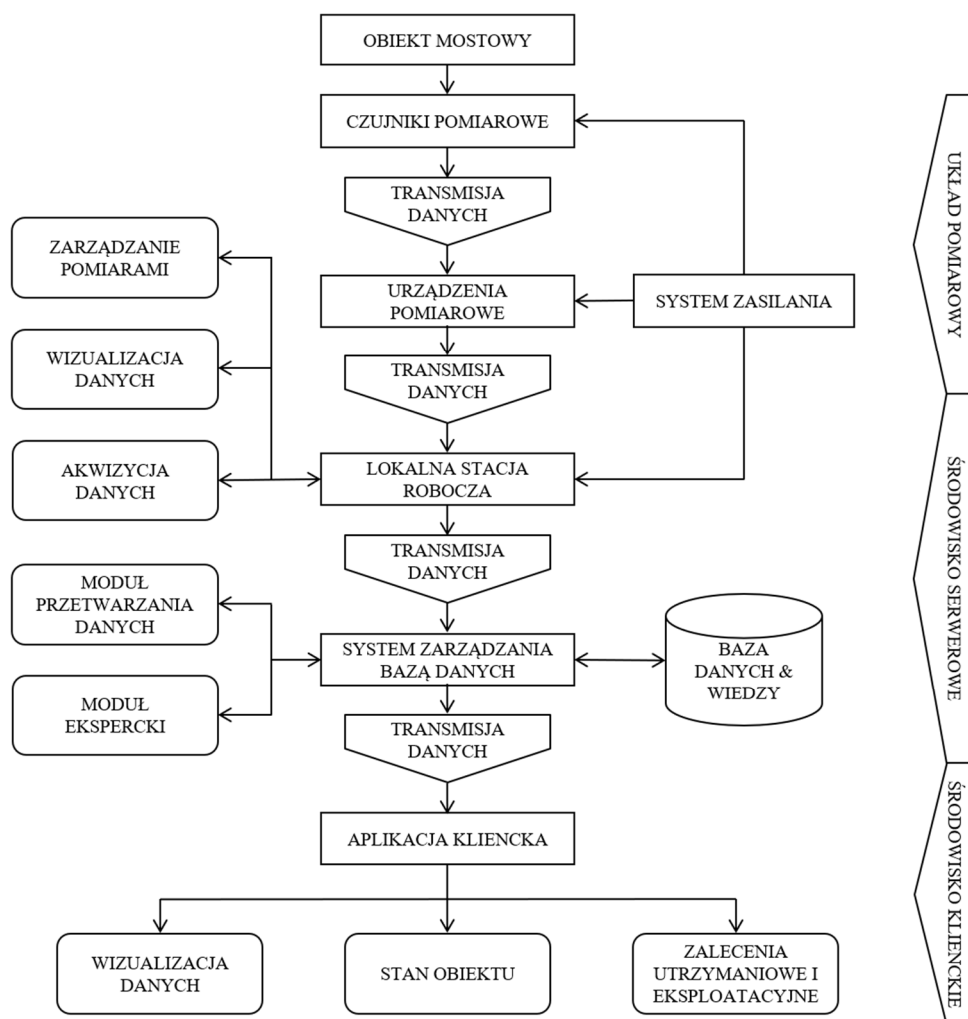 OBIEKT MOSTOWY
CZUJNIKI POMIAROWE
TRANSMISJA
DANYCH
UKŁAD POMIAROWY
ZARZĄDZANIE
POMIARAMI
URZĄDZENIA
POMIAROWE
SYSTEM ZASILANIA
WIZUALIZACJA
DANYCH
TRANSMISJA
DANYCH
AKWIZYCJA
DANYCH
LOKALNA STACJA
ROBOCZA
ŚRODOWISKO SERWEROWE
TRANSMISJA
DANYCH
MODUŁ
PRZETWARZANIA
DANYCH
SYSTEM ZARZĄDZANIA
BAZĄ DANYCH
BAZA
DANYCH &
WIEDZY
MODUŁ
EKSPERCKI
TRANSMISJA
DANYCH
APLIKACJA KLIENCKA
ŚRODOWISKO KLIENCKIE
WIZUALIZACJA
DANYCH
STAN OBIEKTU
ZALECENIA
UTRZYMANIOWE I
EKSPLOATACYJNE